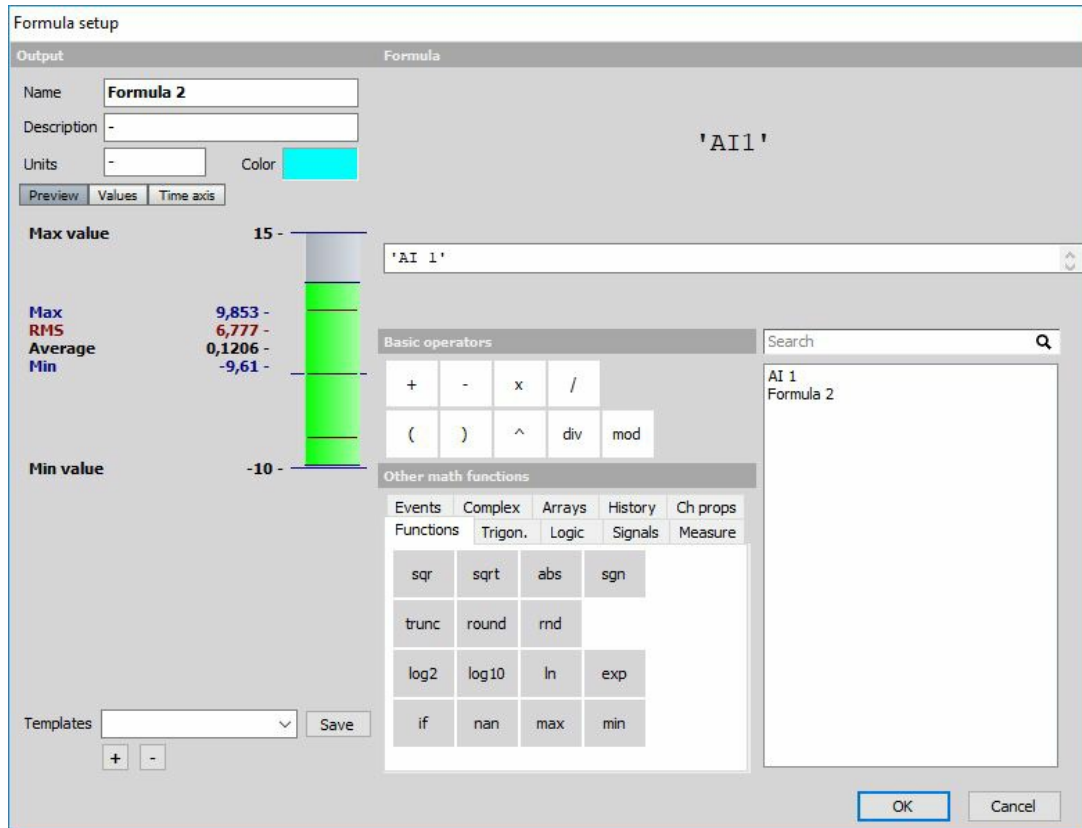 Formula setup
Output
Formula
Name Formula 2
Description -
Units - Color
Preview Values Time axis
'AI1'
Max value 15 -
'AI 1'
Max 9,853 -
RMS 6,777 -
Average 0,1206 -
Min -9,61 -
Min value -10 -
Basic operators
+ - x /
( ) ^ div mod
Other math functions
Events Complex Arrays History Ch props
Functions Trigon. Logic Signals Measure
sqr sqrt abs sgn
trunc round rnd
log2 log10 ln exp
if nan max min
Search
AI 1
Formula 2
Templates Save
+ -
OK Cancel